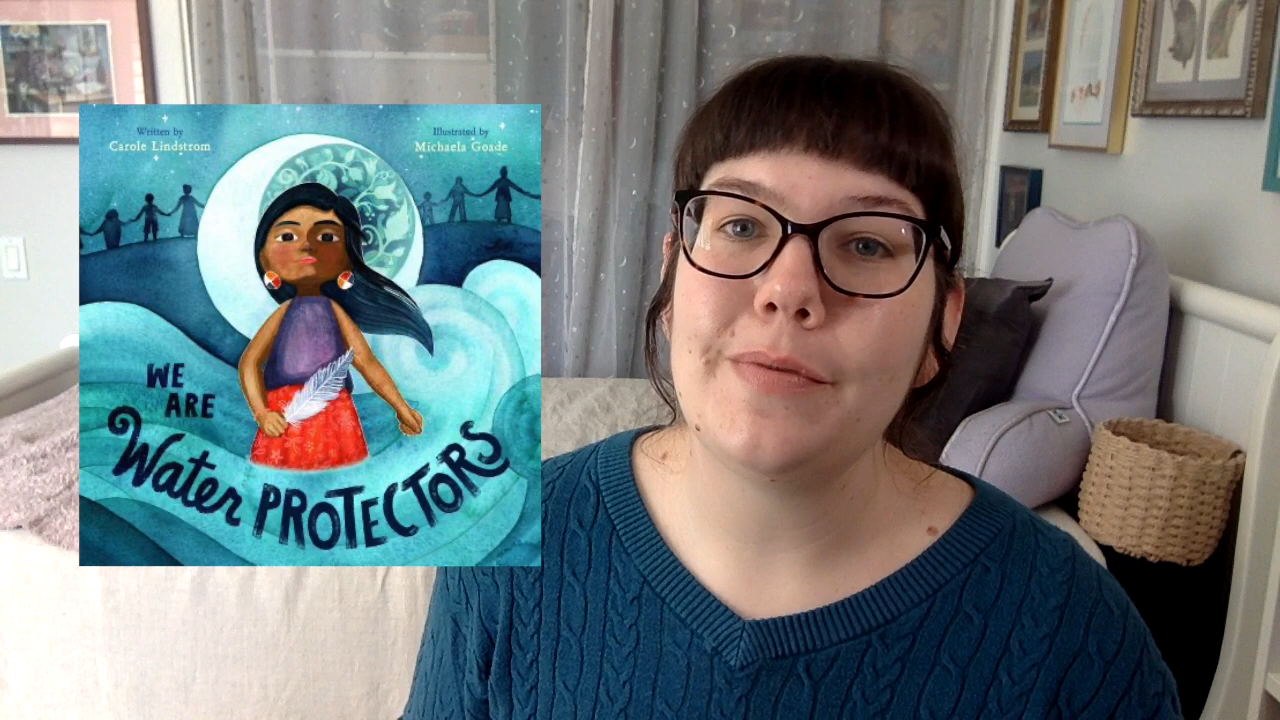 Written by
Carole Lindstrom
Illustrated by
Michaela Goade
WE
ARE
Water PROTECTORS